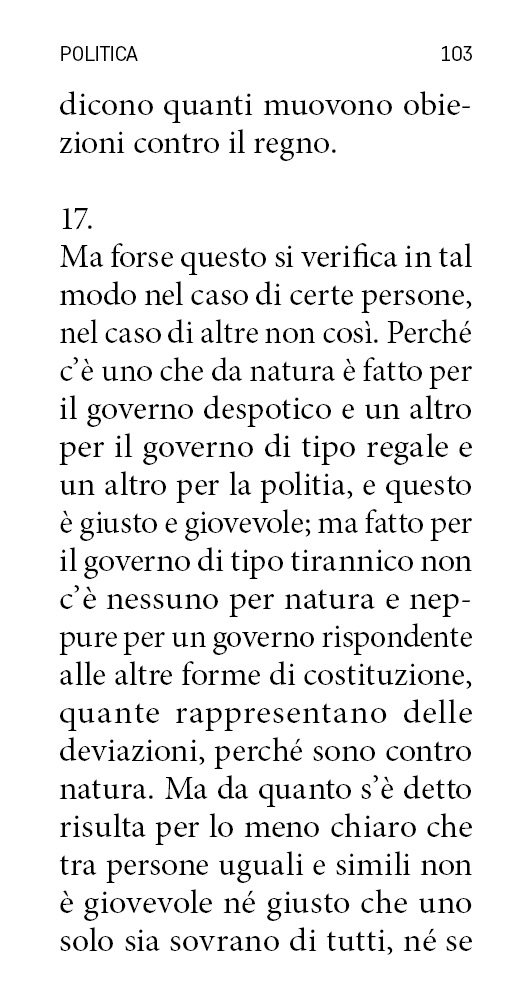 POLITICA 103
dicono quanti muovono obie-
zioni contro il regno.
17.
Ma forse questo si verifica in tal
modo nel caso di certe persone,
nel caso di altre non così. Perché
c’è uno che da natura è fatto per
il governo despotico e un altro
per il governo di tipo regale e
un altro per la politia, e questo
è giusto e giovevole; ma fatto per
il governo di tipo tirannico non
c’è nessuno per natura e nep-
pure per un governo rispondente
alle altre forme di costituzione,
quante rappresentano delle
deviazioni, perché sono contro
natura. Ma da quanto s’è detto
risulta per lo meno chiaro che
tra persone uguali e simili non
è giovevole né giusto che uno
solo sia sovrano di tutti, né se